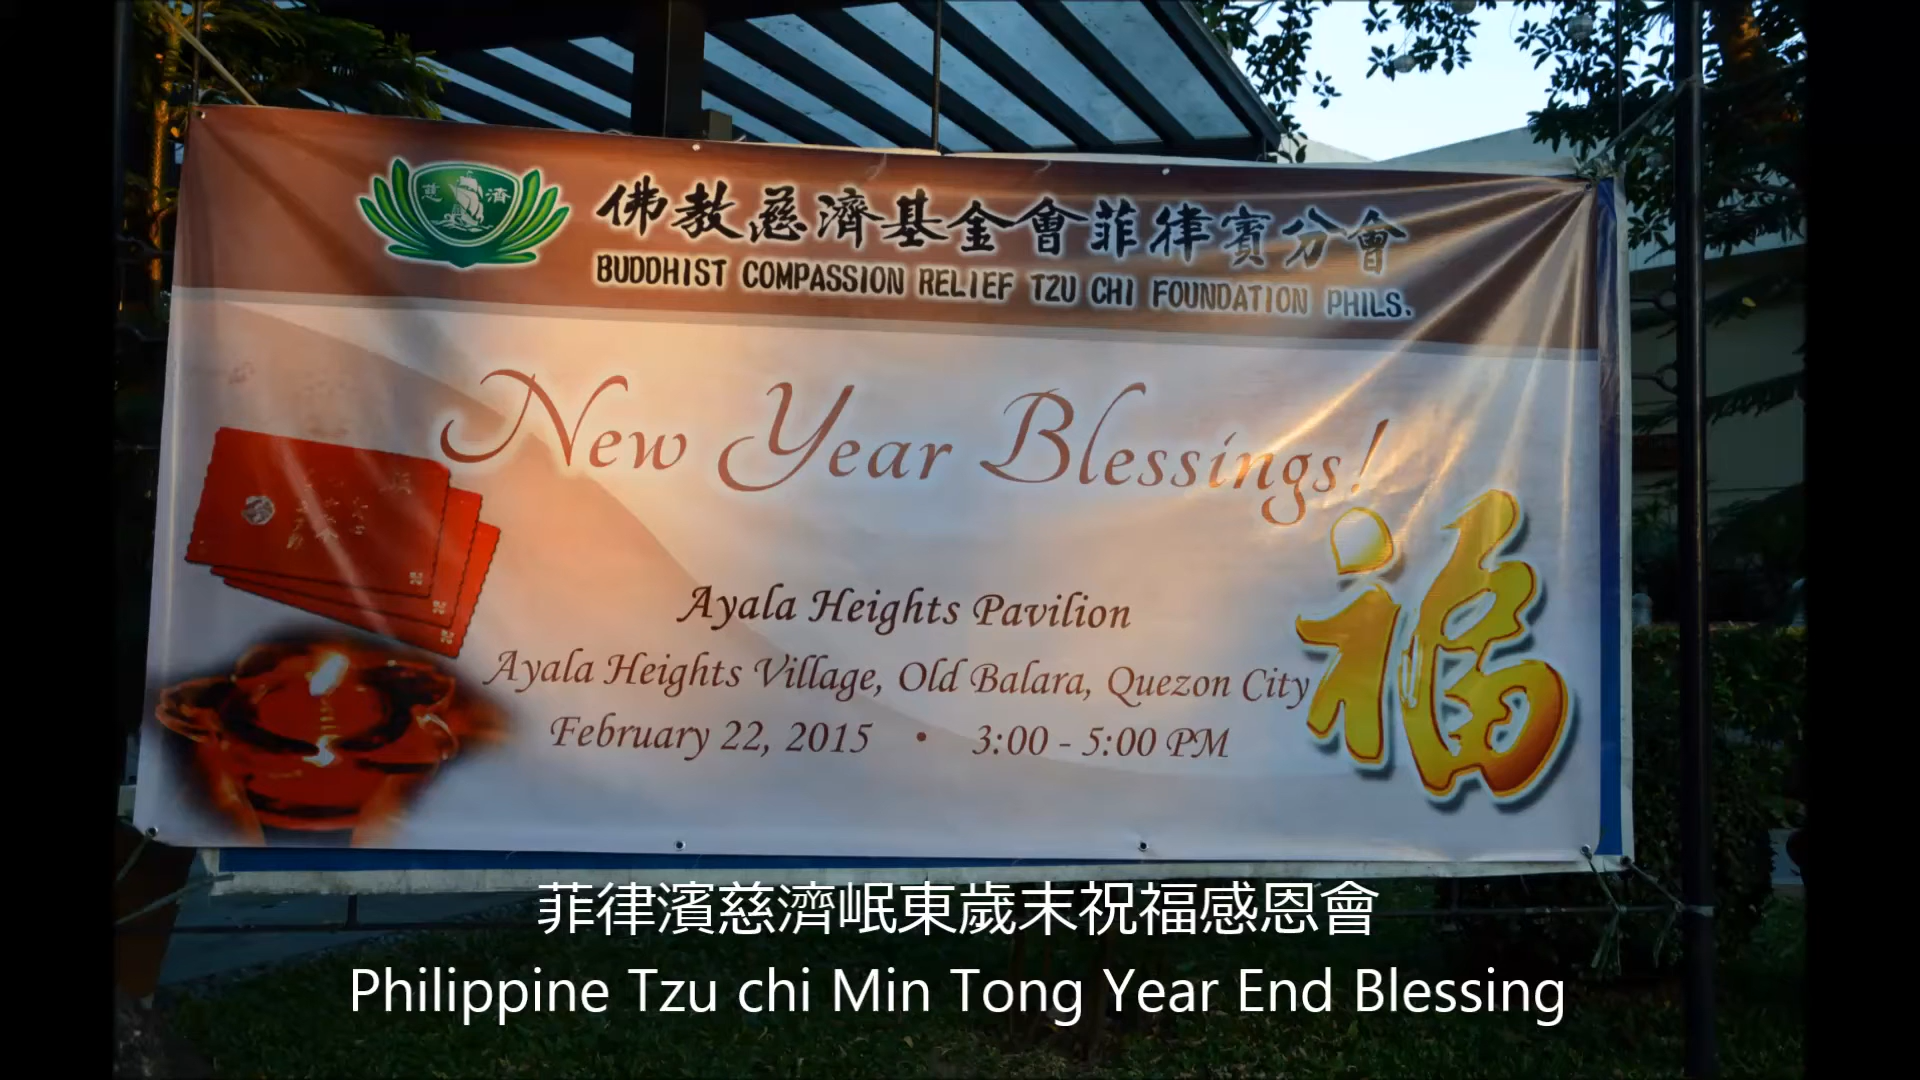 慈濟
佛教慈濟基金會菲律賓分會
BUDDHIST COMPASSION RELIEF TZU CHI FOUNDATION PHILS.
New Year Blessings!
Ayala Heights Pavilion
Ayala Heights Village, Old Balara, Quezon City
February 22, 2015 • 3:00 - 5:00 PM
福
菲律濱慈濟岷東歲末祝福感恩會
Philippine Tzu chi Min Tong Year End Blessing